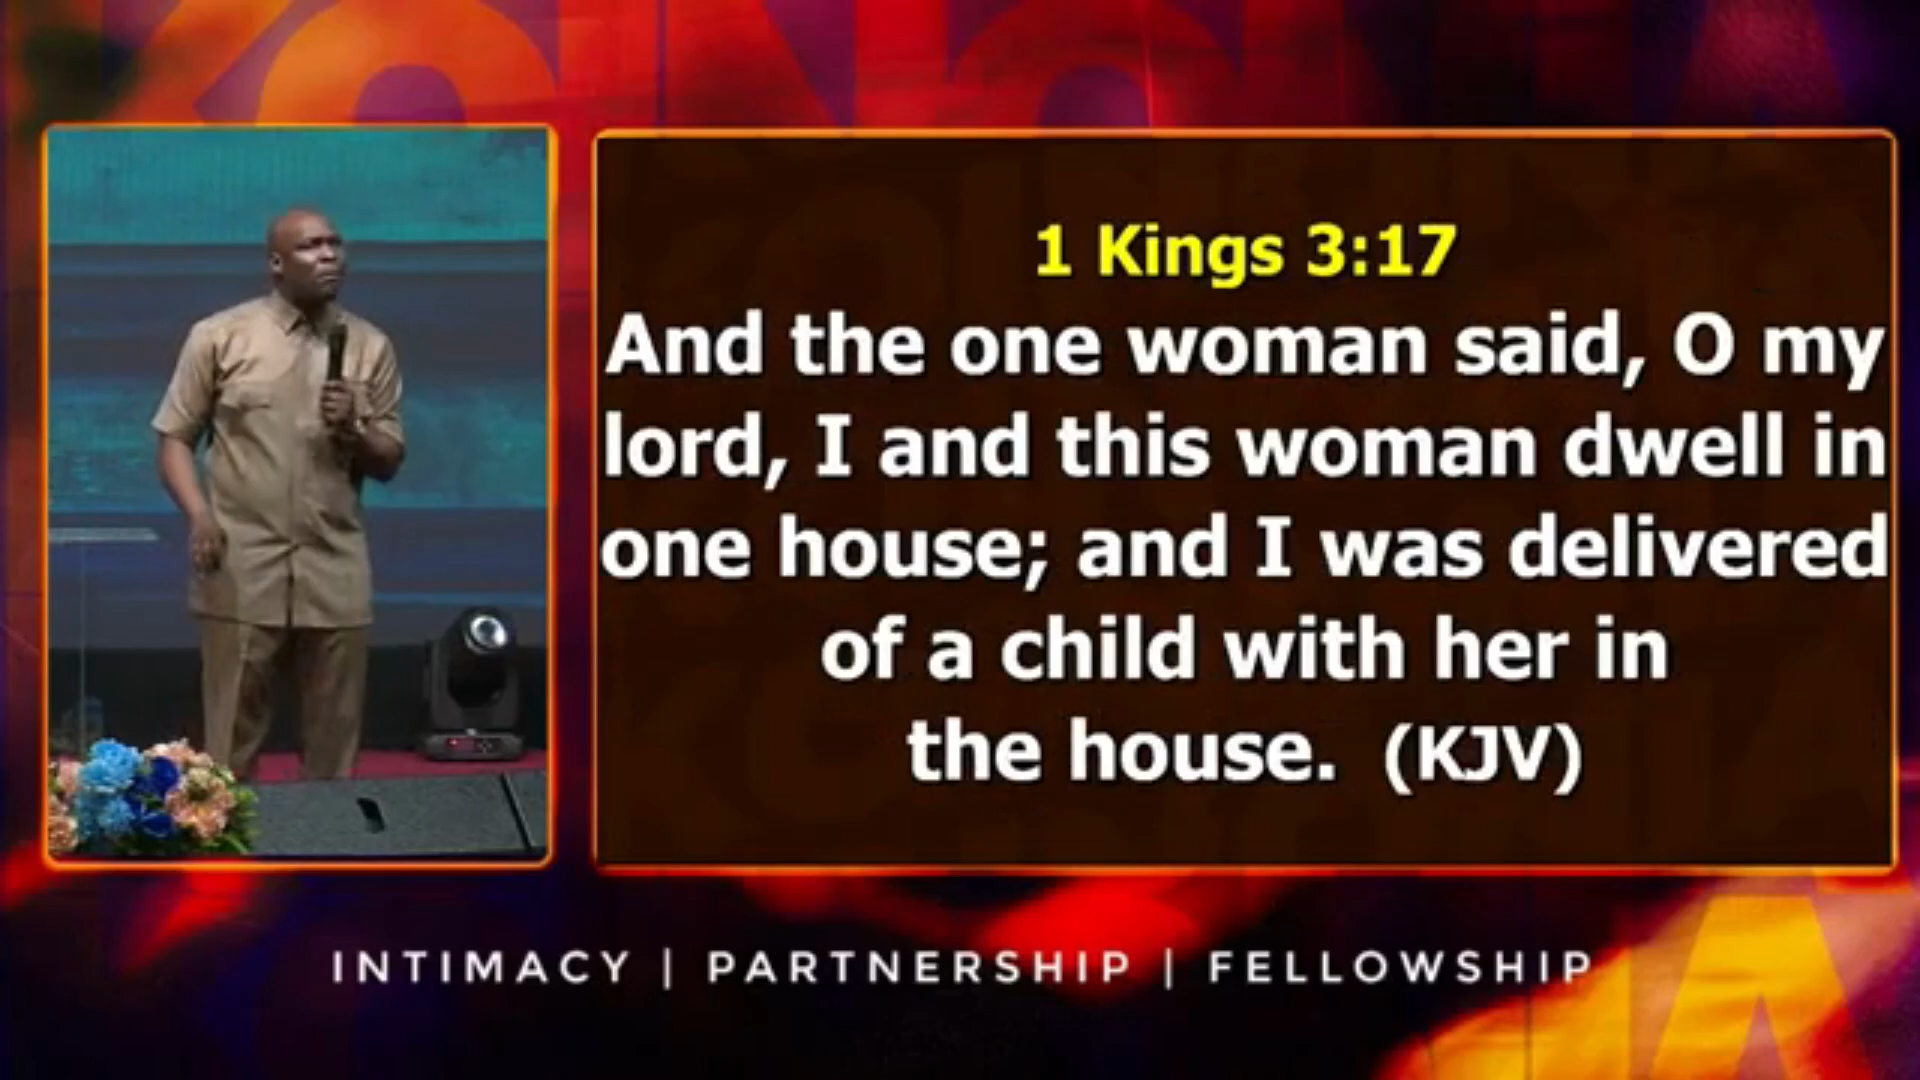 KOINONIA
1 Kings 3:17
And the one woman said, O my
lord, I and this woman dwell in
one house; and I was delivered
of a child with her in
the house. (KJV)
INTIMACY | PARTNERSHIP | FELLOWSHIP